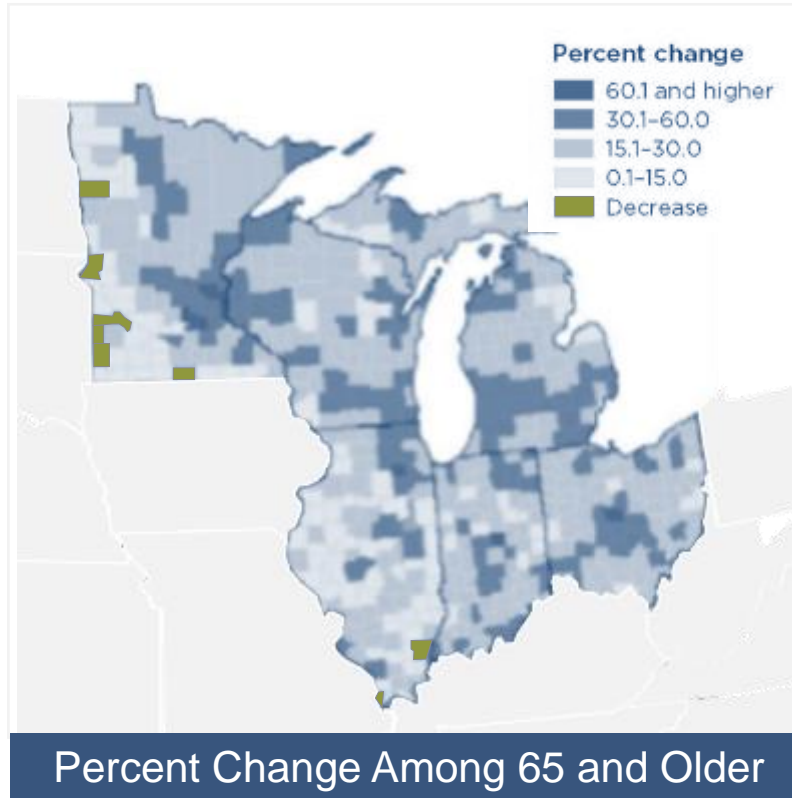 Percent change
60.1 and higher
30.1–60.0
15.1–30.0
0.1–15.0
Decrease
Percent Change Among 65 and Older